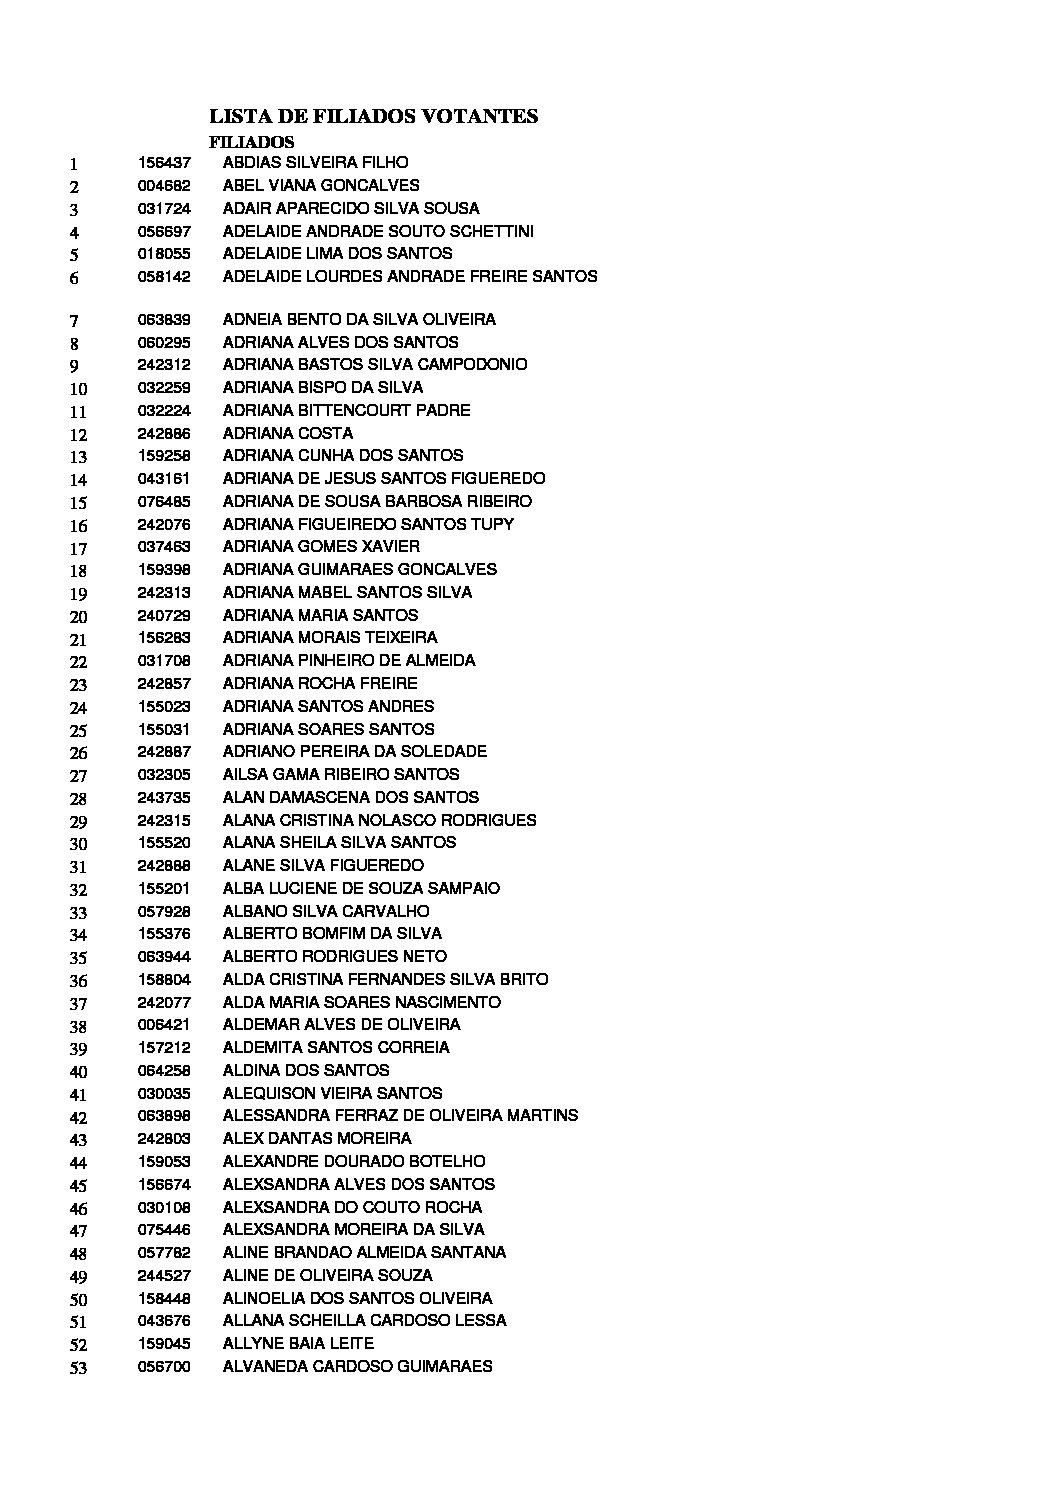 LISTA DE FILIADOS VOTANTES
FILIADOS
1 156437 ABDIAS SILVEIRA FILHO
2 004682 ABEL VIANA GONCALVES
3 031724 ADAIR APARECIDO SILVA SOUSA
4 056697 ADELAIDE ANDRADE SOUTO SCHETTINI
5 018055 ADELAIDE LIMA DOS SANTOS
6 058142 ADELAIDE LOURDES ANDRADE FREIRE SANTOS
7 063839 ADNEIA BENTO DA SILVA OLIVEIRA
8 060295 ADRIANA ALVES DOS SANTOS
9 242312 ADRIANA BASTOS SILVA CAMPODONIO
10 032259 ADRIANA BISPO DA SILVA
11 032224 ADRIANA BITTENCOURT PADRE
12 242886 ADRIANA COSTA
13 159258 ADRIANA CUNHA DOS SANTOS
14 043161 ADRIANA DE JESUS SANTOS FIGUEREDO
15 076485 ADRIANA DE SOUSA BARBOSA RIBEIRO
16 242076 ADRIANA FIGUEIREDO SANTOS TUPY
17 037463 ADRIANA GOMES XAVIER
18 159398 ADRIANA GUIMARAES GONCALVES
19 242313 ADRIANA MABEL SANTOS SILVA
20 240729 ADRIANA MARIA SANTOS
21 156283 ADRIANA MORAIS TEIXEIRA
22 031708 ADRIANA PINHEIRO DE ALMEIDA
23 242857 ADRIANA ROCHA FREIRE
24 155023 ADRIANA SANTOS ANDRES
25 155031 ADRIANA SOARES SANTOS
26 242887 ADRIANO PEREIRA DA SOLEDADE
27 032305 AILSA GAMA RIBEIRO SANTOS
28 243735 ALAN DAMASCENA DOS SANTOS
29 242315 ALANA CRISTINA NOLASCO RODRIGUES
30 155520 ALANA SHEILA SILVA SANTOS
31 242888 ALANE SILVA FIGUEREDO
32 155201 ALBA LUCIENE DE SOUZA SAMPAIO
33 057928 ALBANO SILVA CARVALHO
34 155376 ALBERTO BOMFIM DA SILVA
35 063944 ALBERTO RODRIGUES NETO
36 158804 ALDA CRISTINA FERNANDES SILVA BRITO
37 242077 ALDA MARIA SOARES NASCIMENTO
38 006421 ALDEMAR ALVES DE OLIVEIRA
39 157212 ALDEMITA SANTOS CORREIA
40 064258 ALDINA DOS SANTOS
41 030035 ALEQUISON VIEIRA SANTOS
42 063898 ALESSANDRA FERRAZ DE OLIVEIRA MARTINS
43 242803 ALEX DANTAS MOREIRA
44 159053 ALEXANDRE DOURADO BOTELHO
45 156674 ALEXSANDRA ALVES DOS SANTOS
46 030108 ALEXSANDRA DO COUTO ROCHA
47 075446 ALEXSANDRA MOREIRA DA SILVA
48 057782 ALINE BRANDAO ALMEIDA SANTANA
49 244527 ALINE DE OLIVEIRA SOUZA
50 158448 ALINOELIA DOS SANTOS OLIVEIRA
51 043676 ALLANA SCHEILLA CARDOSO LESSA
52 159045 ALLYNE BAIA LEITE
53 056700 ALVANEDA CARDOSO GUIMARAES